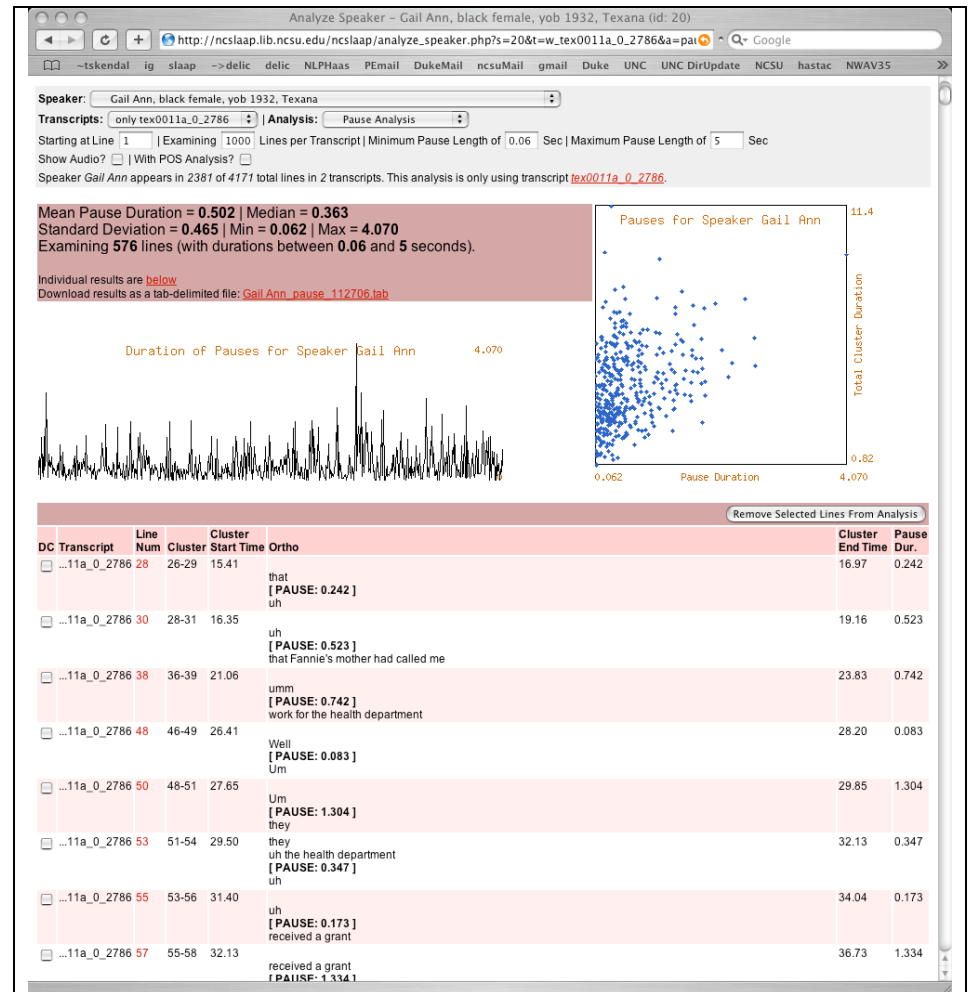 Analyze Speaker – Gail Ann, black female, yob 1932, Texana (id: 20)
http://ncslaap.lib.ncsu.edu/ncslaap/analyze_speaker.php?s=20&t=w_tex0011a_0_2786&a=pau
Google
~tskendal ig slaap ->delic delic NLPHaas PEmail DukeMail ncsuMail gmail Duke UNC UNC DirUpdate NCSU hastac NWAV35 »
Speaker: Gail Ann, black female, yob 1932, Texana
Transcripts: only tex0011a_0_2786 | Analysis: Pause Analysis
Starting at Line 1 | Examining 1000 Lines per Transcript | Minimum Pause Length of 0.06 Sec | Maximum Pause Length of 5 Sec
Show Audio? | With POS Analysis?
Speaker Gail Ann appears in 2381 of 4171 total lines in 2 transcripts. This analysis is only using transcript tex0011a_0_2786.
Mean Pause Duration = 0.502 | Median = 0.363
Standard Deviation = 0.465 | Min = 0.062 | Max = 4.070
Examining 576 lines (with durations between 0.06 and 5 seconds).
Individual results are below
Download results as a tab-delimited file: Gail Ann_pause_112706.tab
Duration of Pauses for Speaker Gail Ann 4.070
Pauses for Speaker Gail Ann
11.4
Total Cluster Duration
0.82
0.062 Pause Duration 4.070
Remove Selected Lines From Analysis
DC Transcript Line Num Cluster Cluster Start Time Ortho Cluster End Time Pause Dur.
...11a_0_2786 28 26-29 15.41 16.97 0.242
that
[ PAUSE: 0.242 ]
uh
...11a_0_2786 30 28-31 16.35 19.16 0.523
uh
[ PAUSE: 0.523 ]
that Fannie's mother had called me
...11a_0_2786 38 36-39 21.06 23.83 0.742
umm
[ PAUSE: 0.742 ]
work for the health department
...11a_0_2786 48 46-49 26.41 28.20 0.083
Well
[ PAUSE: 0.083 ]
Um
...11a_0_2786 50 48-51 27.65 29.85 1.304
Um
[ PAUSE: 1.304 ]
they
...11a_0_2786 53 51-54 29.50 they 32.13 0.347
uh the health department
[ PAUSE: 0.347 ]
uh
...11a_0_2786 55 53-56 31.40 34.04 0.173
uh
[ PAUSE: 0.173 ]
received a grant
...11a_0_2786 57 55-58 32.13 36.73 1.334
received a grant
[ PAUSE: 1.334 ]